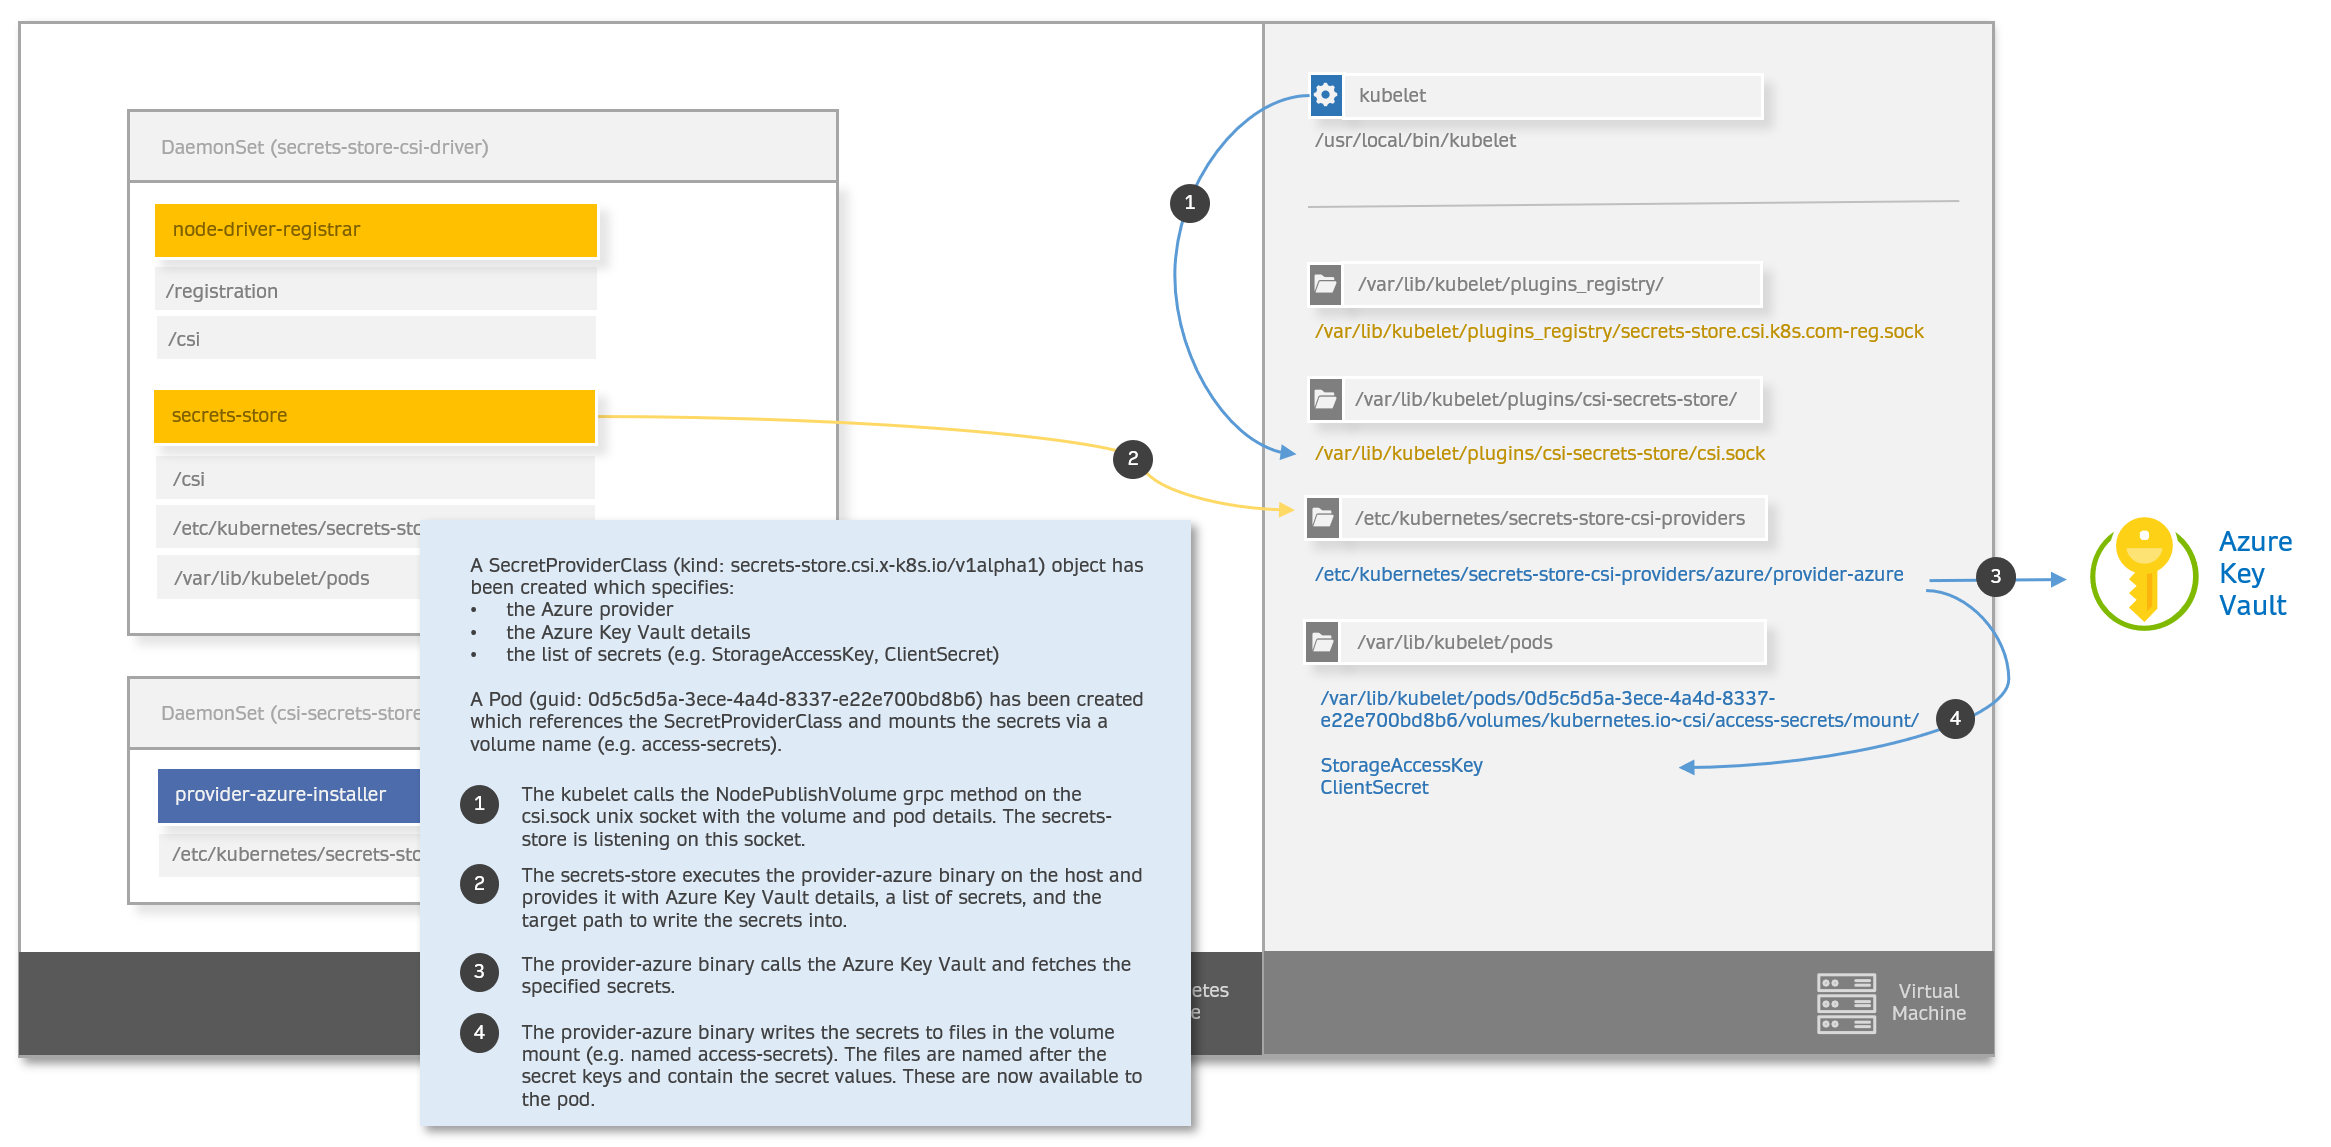 DaemonSet (secrets-store-csi-driver)
node-driver-registrar
/registration
/csi
secrets-store
/csi
/etc/kubernetes/secrets-sto
/var/lib/kubelet/pods
DaemonSet (csi-secrets-store
provider-azure-installer
/etc/kubernetes/secrets-sto
A SecretProviderClass (kind: secrets-store.csi.x-k8s.io/v1alpha1) object has
been created which specifies:
• the Azure provider
• the Azure Key Vault details
• the list of secrets (e.g. StorageAccessKey, ClientSecret)
A Pod (guid: 0d5c5d5a-3ece-4a4d-8337-e22e700bd8b6) has been created
which references the SecretProviderClass and mounts the secrets via a
volume name (e.g. access-secrets).
1 The kubelet calls the NodePublishVolume grpc method on the
csi.sock unix socket with the volume and pod details. The secrets-
store is listening on this socket.
2 The secrets-store executes the provider-azure binary on the host and
provides it with Azure Key Vault details, a list of secrets, and the
target path to write the secrets into.
3 The provider-azure binary calls the Azure Key Vault and fetches the
specified secrets.
4 The provider-azure binary writes the secrets to files in the volume
mount (e.g. named access-secrets). The files are named after the
secret keys and contain the secret values. These are now available to
the pod.
etes
e
1
2
kubelet
/usr/local/bin/kubelet
/var/lib/kubelet/plugins_registry/
/var/lib/kubelet/plugins_registry/secrets-store.csi.k8s.com-reg.sock
/var/lib/kubelet/plugins/csi-secrets-store/
/var/lib/kubelet/plugins/csi-secrets-store/csi.sock
/etc/kubernetes/secrets-store-csi-providers
/etc/kubernetes/secrets-store-csi-providers/azure/provider-azure
3
/var/lib/kubelet/pods
/var/lib/kubelet/pods/0d5c5d5a-3ece-4a4d-8337-
e22e700bd8b6/volumes/kubernetes.io~csi/access-secrets/mount/
4
StorageAccessKey
ClientSecret
Virtual
Machine
Azure
Key
Vault